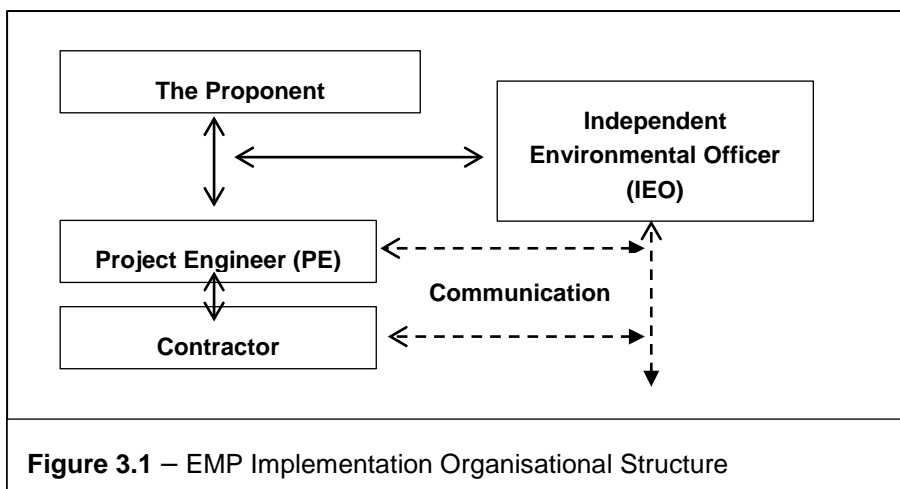 The Proponent
Independent
Environmental Officer
(IEO)
Project Engineer (PE)
Communication
Contractor
Figure 3.1 – EMP Implementation Organisational Structure